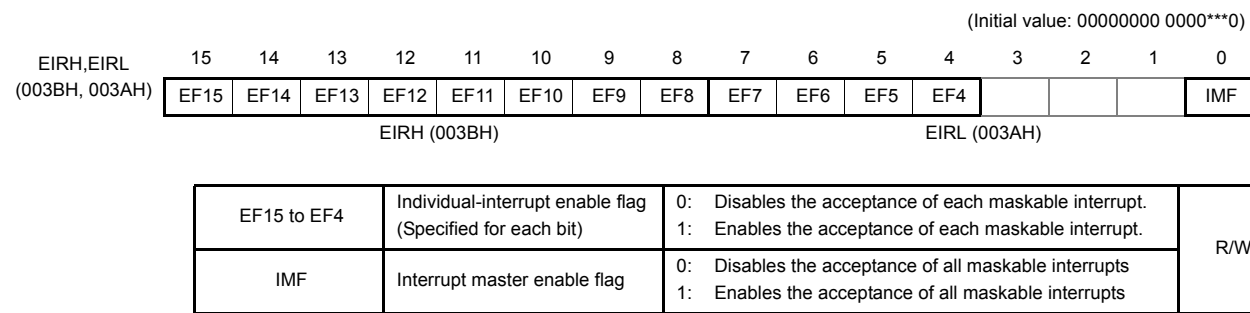 (Initial value: 00000000 0000***0)
EIRH,EIRL
(003BH, 003AH)
15 14 13 12 11 10 9 8 7 6 5 4 3 2 1 0
EF15 EF14 EF13 EF12 EF11 EF10 EF9 EF8 EF7 EF6 EF5 EF4 IMF
EIRH (003BH) EIRL (003AH)
EF15 to EF4
Individual-interrupt enable flag
(Specified for each bit)
0: Disables the acceptance of each maskable interrupt.
1: Enables the acceptance of each maskable interrupt.
R/W
IMF
Interrupt master enable flag
0: Disables the acceptance of all maskable interrupts
1: Enables the acceptance of all maskable interrupts